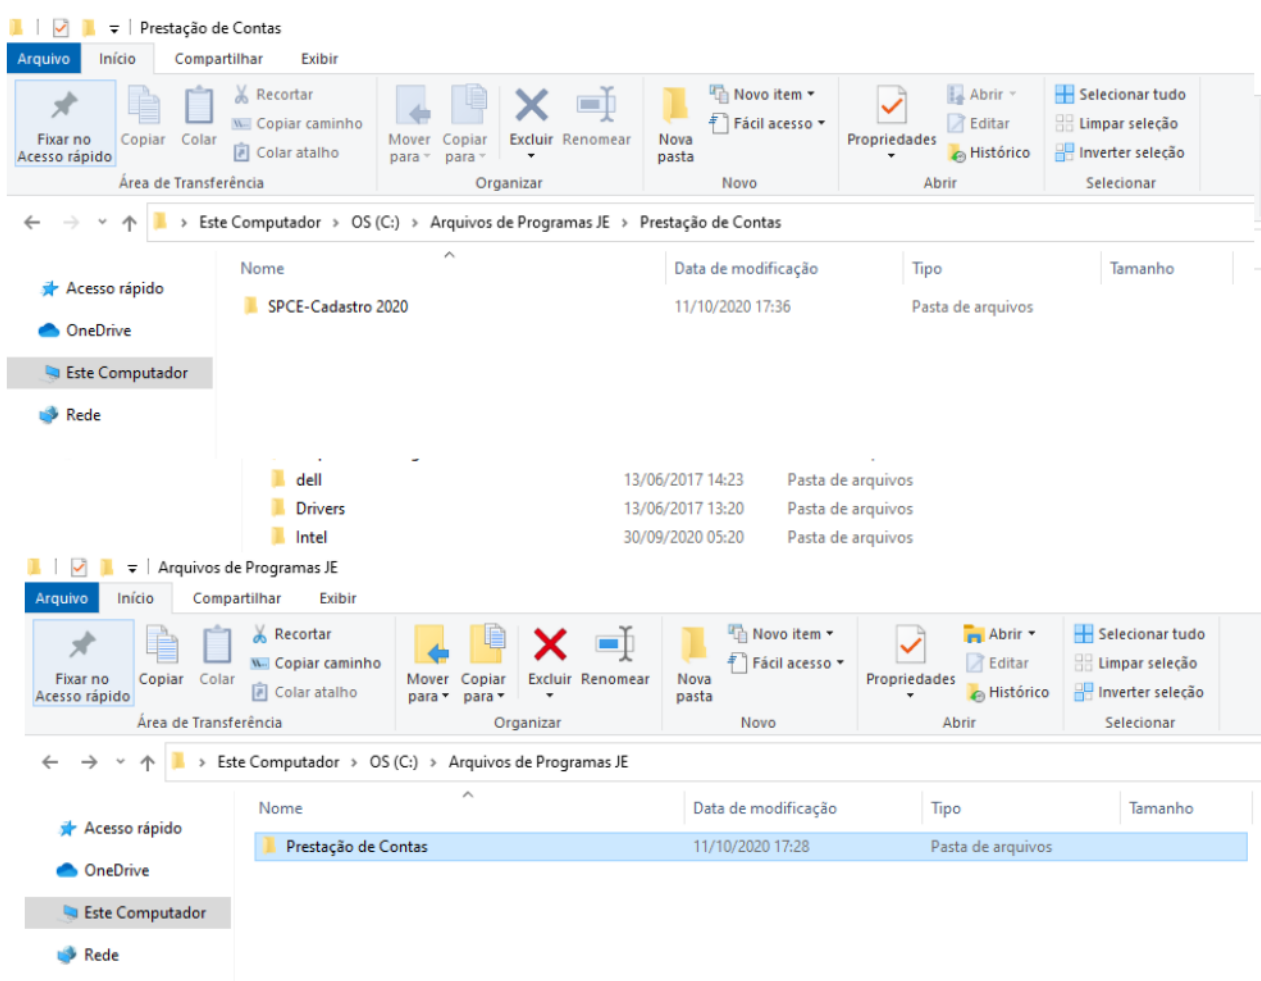 Prestação de Contas
Arquivo Início Compartilhar Exibir
Fixar no Acesso rápido Copiar Colar Recortar Copiar caminho Colar atalho
Mover para Copiar para Excluir Renomear
Nova pasta Novo item Fácil acesso
Propriedades Abrir Editar Histórico
Selecionar tudo Limpar seleção Inverter seleção
Área de Transferência Organizar Novo Abrir Selecionar
Este Computador > OS (C:) > Arquivos de Programas JE > Prestação de Contas
Nome Data de modificação Tipo Tamanho
Acesso rápido
SPCE-Cadastro 2020 11/10/2020 17:36 Pasta de arquivos
OneDrive
Este Computador
Rede
dell 13/06/2017 14:23 Pasta de arquivos
Drivers 13/06/2017 13:20 Pasta de arquivos
Intel 30/09/2020 05:20 Pasta de arquivos
Arquivos de Programas JE
Arquivo Início Compartilhar Exibir
Fixar no Acesso rápido Copiar Colar Recortar Copiar caminho Colar atalho
Mover para Copiar para Excluir Renomear
Nova pasta Novo item Fácil acesso
Propriedades Abrir Editar Histórico
Selecionar tudo Limpar seleção Inverter seleção
Área de Transferência Organizar Novo Abrir Selecionar
Este Computador > OS (C:) > Arquivos de Programas JE
Nome Data de modificação Tipo Tamanho
Acesso rápido
Prestação de Contas 11/10/2020 17:28 Pasta de arquivos
OneDrive
Este Computador
Rede